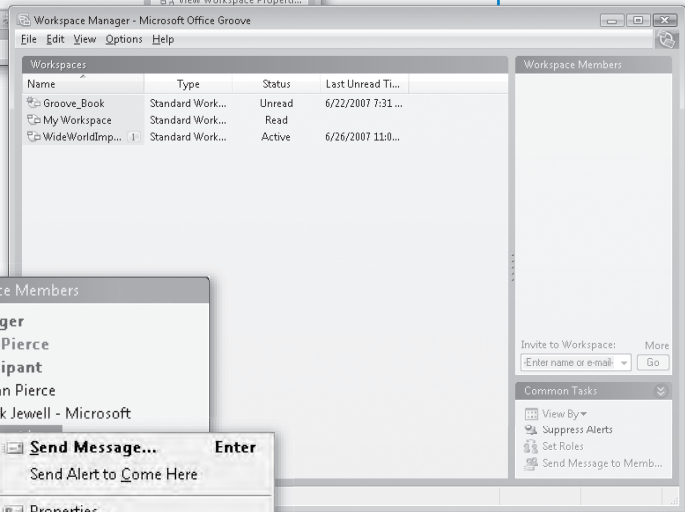 View Workspace Properti...
Workspace Manager - Microsoft Office Groove
File Edit View Options Help
Workspaces
Name Type Status Last Unread Ti...
Groove_Book Standard Work... Unread 6/22/2007 7:31 ...
My Workspace Standard Work... Read
WideWorldImp... Standard Work... Active 6/26/2007 11:0...
Workspace Members
Invite to Workspace: More
-Enter name or e-mail- Go
Common Tasks
View By
Suppress Alerts
Set Roles
Send Message to Memb...
ce Members
ger
Pierce
ipant
n Pierce
k Jewell - Microsoft
Send Message... Enter
Send Alert to Come Here
Properties